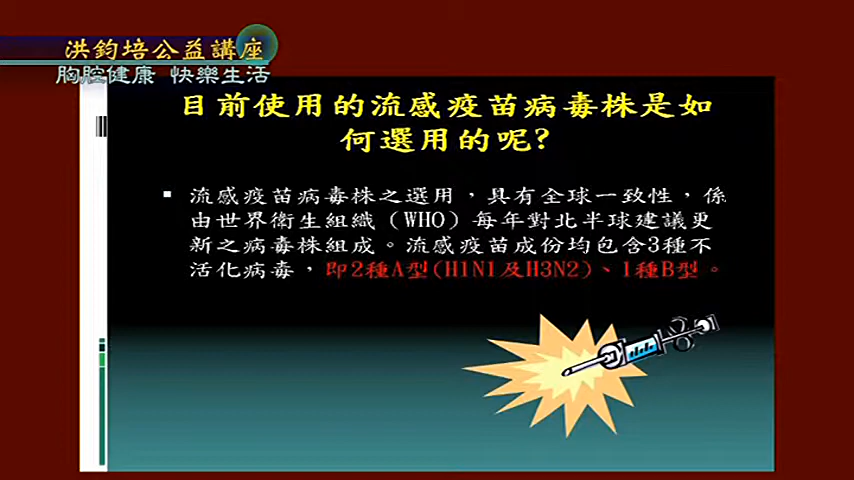 洪鈞培公益講座
胸腔健康 快樂生活
目前使用的流感疫苗病毒株是如
何選用的呢?
流感疫苗病毒株之選用,具有全球一致性,係
由世界衛生組織(WHO)每年對北半球建議更
新之病毒株組成。流感疫苗成份均包含3種不
活化病毒,即2種A型(H1N1及H3N2)、1種B型。